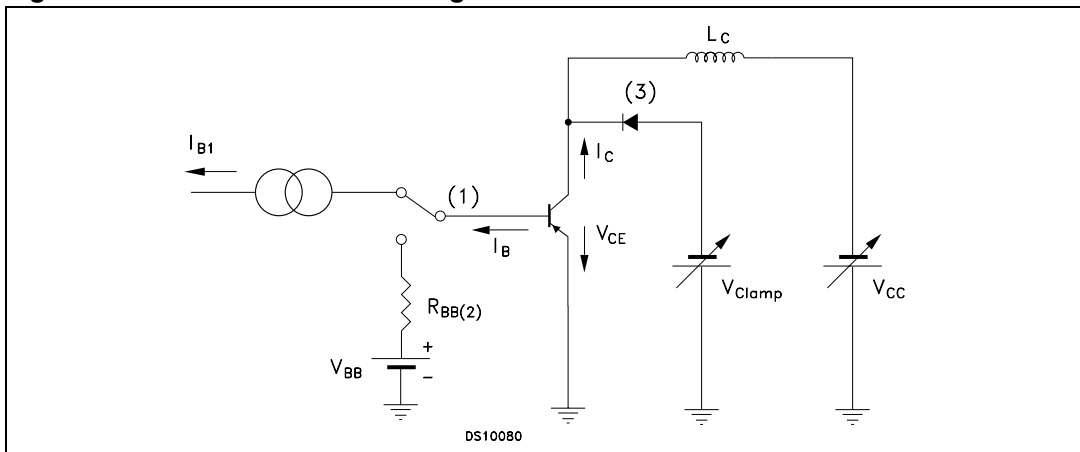 L_C
(3)
I_B1
I_C
(1)
I_B
V_CE
V_Clamp
V_CC
R_BB(2)
V_BB
+
−
DS10080